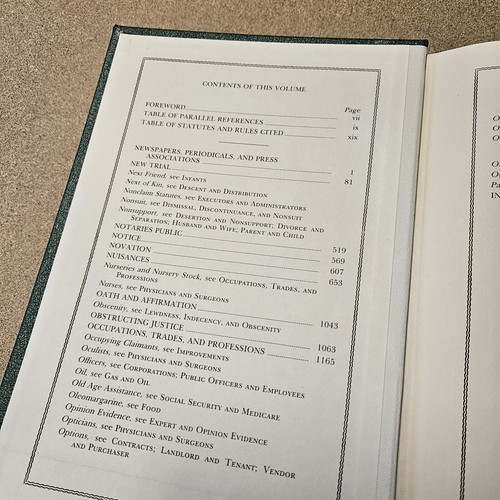 CONTENTS OF THIS VOLUME
Page
FOREWORD vii
TABLE OF PARALLEL REFERENCES ix
TABLE OF STATUTES AND RULES CITED xix
NEWSPAPERS, PERIODICALS, AND PRESS
ASSOCIATIONS 1
NEW TRIAL 81
Next Friend, see INFANTS
Next of Kin, see DESCENT AND DISTRIBUTION
Nonclaim Statutes, see EXECUTORS AND ADMINISTRATORS
Nonsuit, see DISMISSAL, DISCONTINUANCE, AND NONSUIT
Nonsupport, see DESERTION AND NONSUPPORT; DIVORCE AND
SEPARATION; HUSBAND AND WIFE; PARENT AND CHILD
NOTARIES PUBLIC 519
NOTICE 569
NOVATION 607
NUISANCES 653
Nurseries and Nursery Stock, see OCCUPATIONS, TRADES, AND
PROFESSIONS
Nurses, see PHYSICIANS AND SURGEONS
OATH AND AFFIRMATION 1043
Obscenity, see LEWDNESS, INDECENCY, AND OBSCENITY
OBSTRUCTING JUSTICE 1063
OCCUPATIONS, TRADES, AND PROFESSIONS 1165
Occupying Claimants, see IMPROVEMENTS
Oculists, see PHYSICIANS AND SURGEONS
Officers, see CORPORATIONS; PUBLIC OFFICERS AND EMPLOYEES
Oil, see GAS AND OIL
Old Age Assistance, see SOCIAL SECURITY AND MEDICARE
Oleomargarine, see FOOD
Opinion Evidence, see EXPERT AND OPINION EVIDENCE
Opticians, see PHYSICIANS AND SURGEONS
Options, see CONTRACTS; LANDLORD AND TENANT; VENDOR
AND PURCHASER